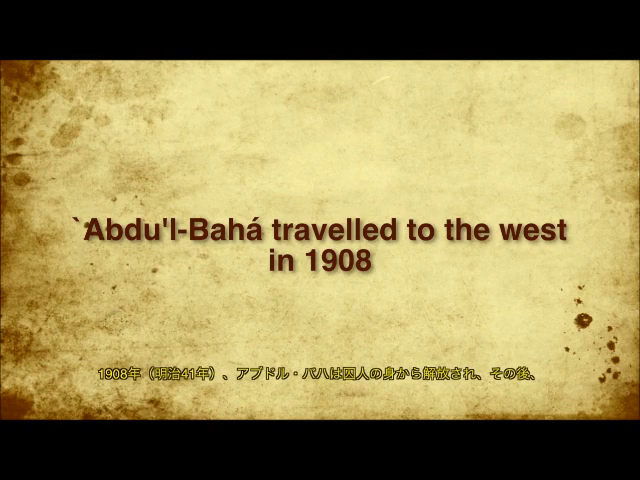 `Abdu'l-Bahá travelled to the west
in 1908
1908年（明治41年）、アブドル・バハは囚人の身から解放され、その後、